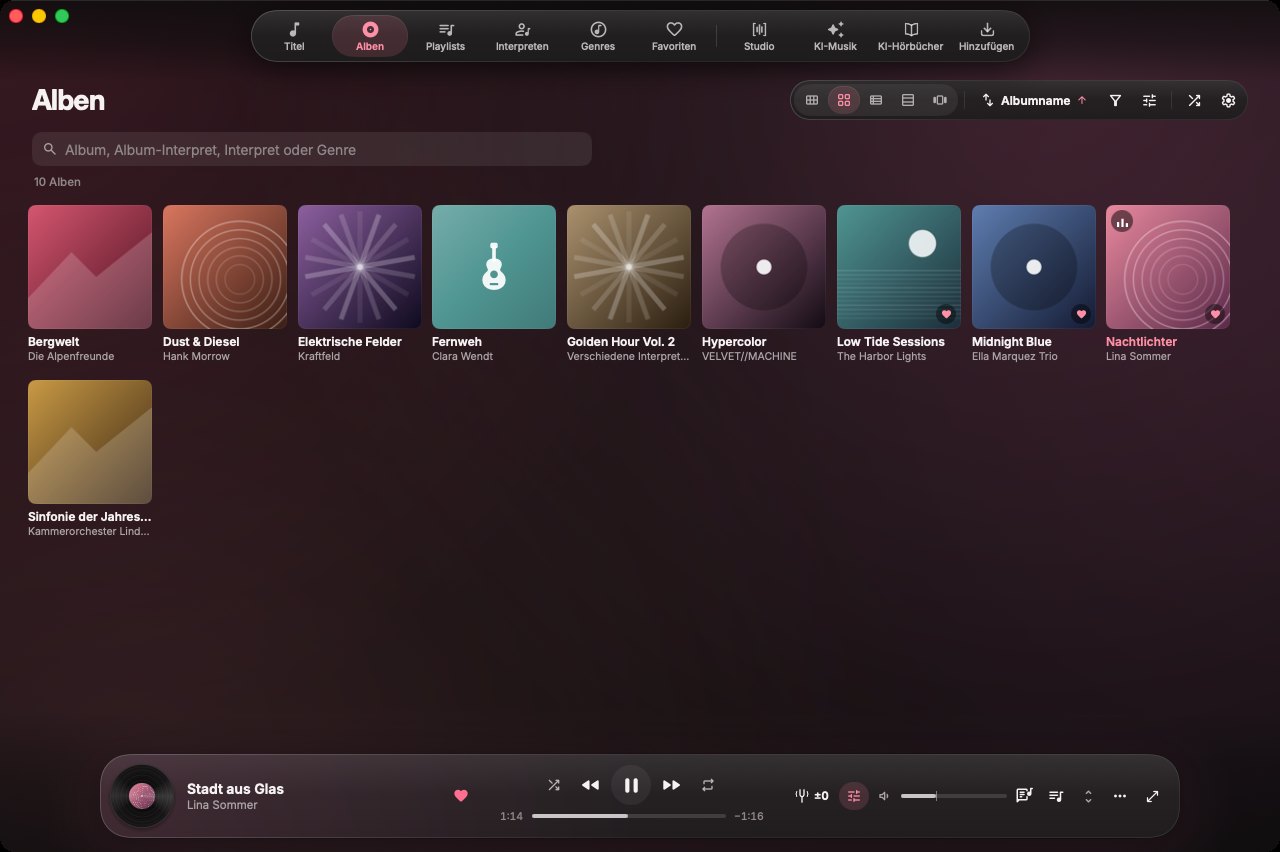 Titel
Alben
Playlists
Interpreten
Genres
Favoriten
Studio
KI-Musik
KI-Hörbücher
Hinzufügen
Alben
Albumname
Album, Album-Interpret, Interpret oder Genre
10 Alben
Bergwelt
Die Alpenfreunde
Dust & Diesel
Hank Morrow
Elektrische Felder
Kraftfeld
Fernweh
Clara Wendt
Golden Hour Vol. 2
Verschiedene Interpret...
Hypercolor
VELVET//MACHINE
Low Tide Sessions
The Harbor Lights
Midnight Blue
Ella Marquez Trio
Nachtlichter
Lina Sommer
Sinfonie der Jahres...
Kammerorchester Lind...
Stadt aus Glas
Lina Sommer
1:14
−1:16
±0